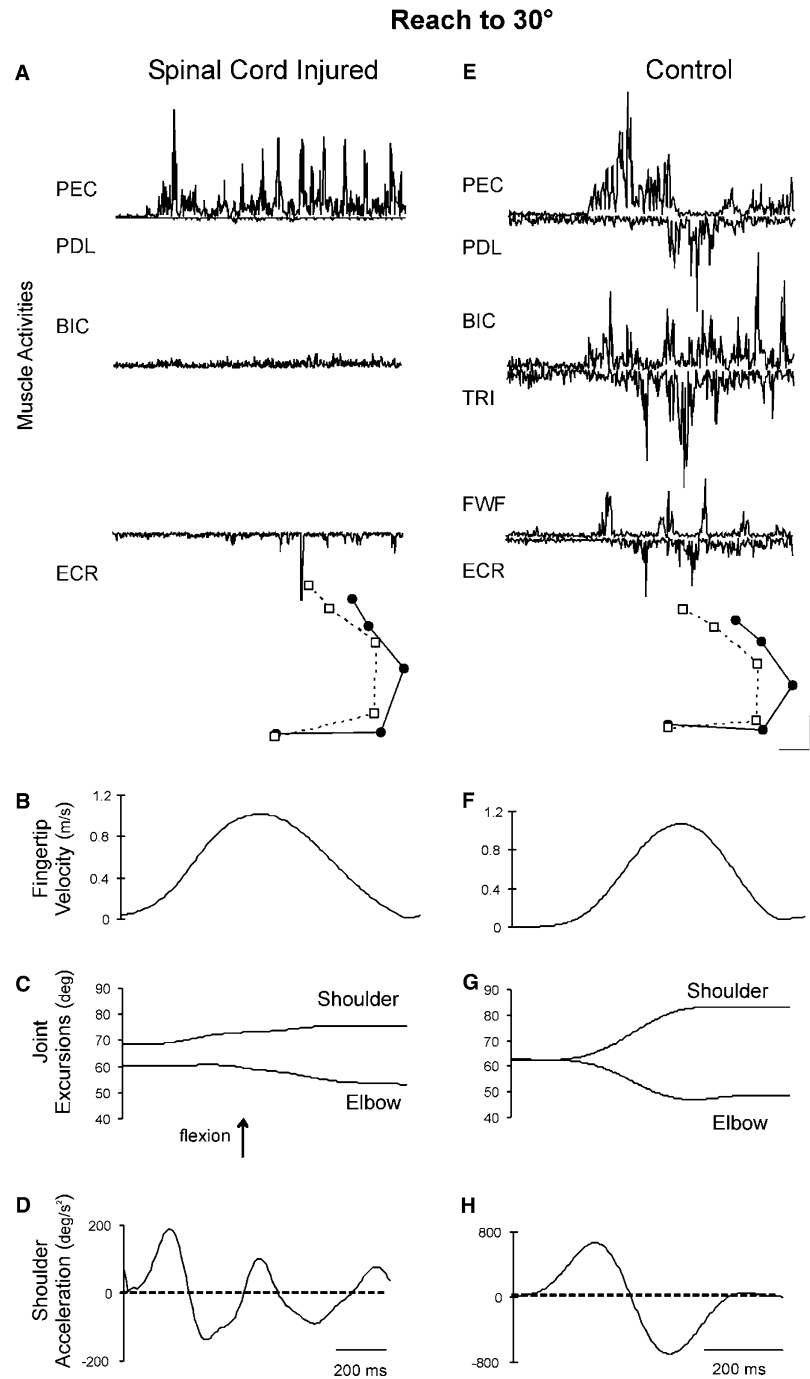 Reach to 30°
A
Spinal Cord Injured
Muscle Activities
PEC
PDL
BIC
ECR
E
Control
PEC
PDL
BIC
TRI
FWF
ECR
B
Fingertip
Velocity (m/s)
1.2
0.8
0.4
0
F
1.2
0.8
0.4
0
C
Joint
Excursions (deg)
90
80
70
60
50
40
Shoulder
Elbow
flexion
G
90
80
70
60
50
40
Shoulder
Elbow
D
Shoulder
Acceleration (deg/s²)
200
0
-200
200 ms
H
800
0
-800
200 ms